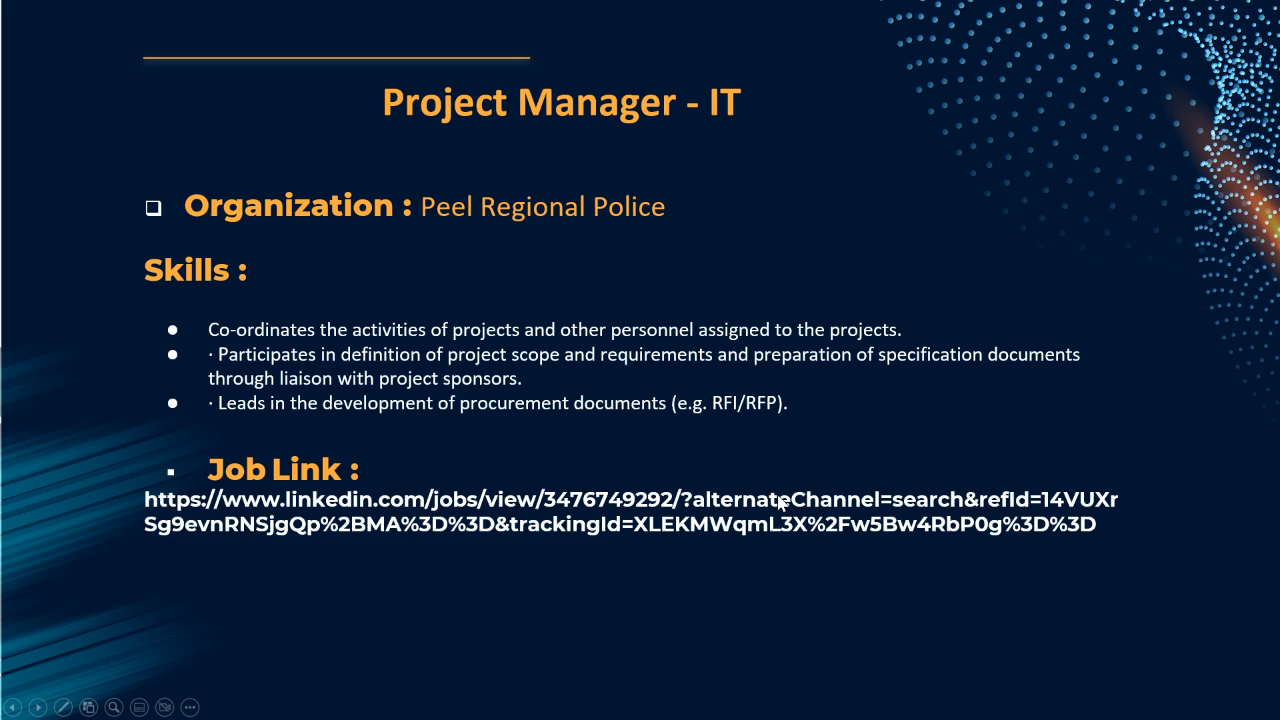 Project Manager - IT
❑ Organization : Peel Regional Police
Skills :
● Co-ordinates the activities of projects and other personnel assigned to the projects.
● · Participates in definition of project scope and requirements and preparation of specification documents
through liaison with project sponsors.
● · Leads in the development of procurement documents (e.g. RFI/RFP).
▪ Job Link :
https://www.linkedin.com/jobs/view/3476749292/?alternateChannel=search&refId=14VUXr
Sg9evnRNSjgQp%2BMA%3D%3D&trackingId=XLEKMWqmL3X%2Fw5Bw4RbP0g%3D%3D